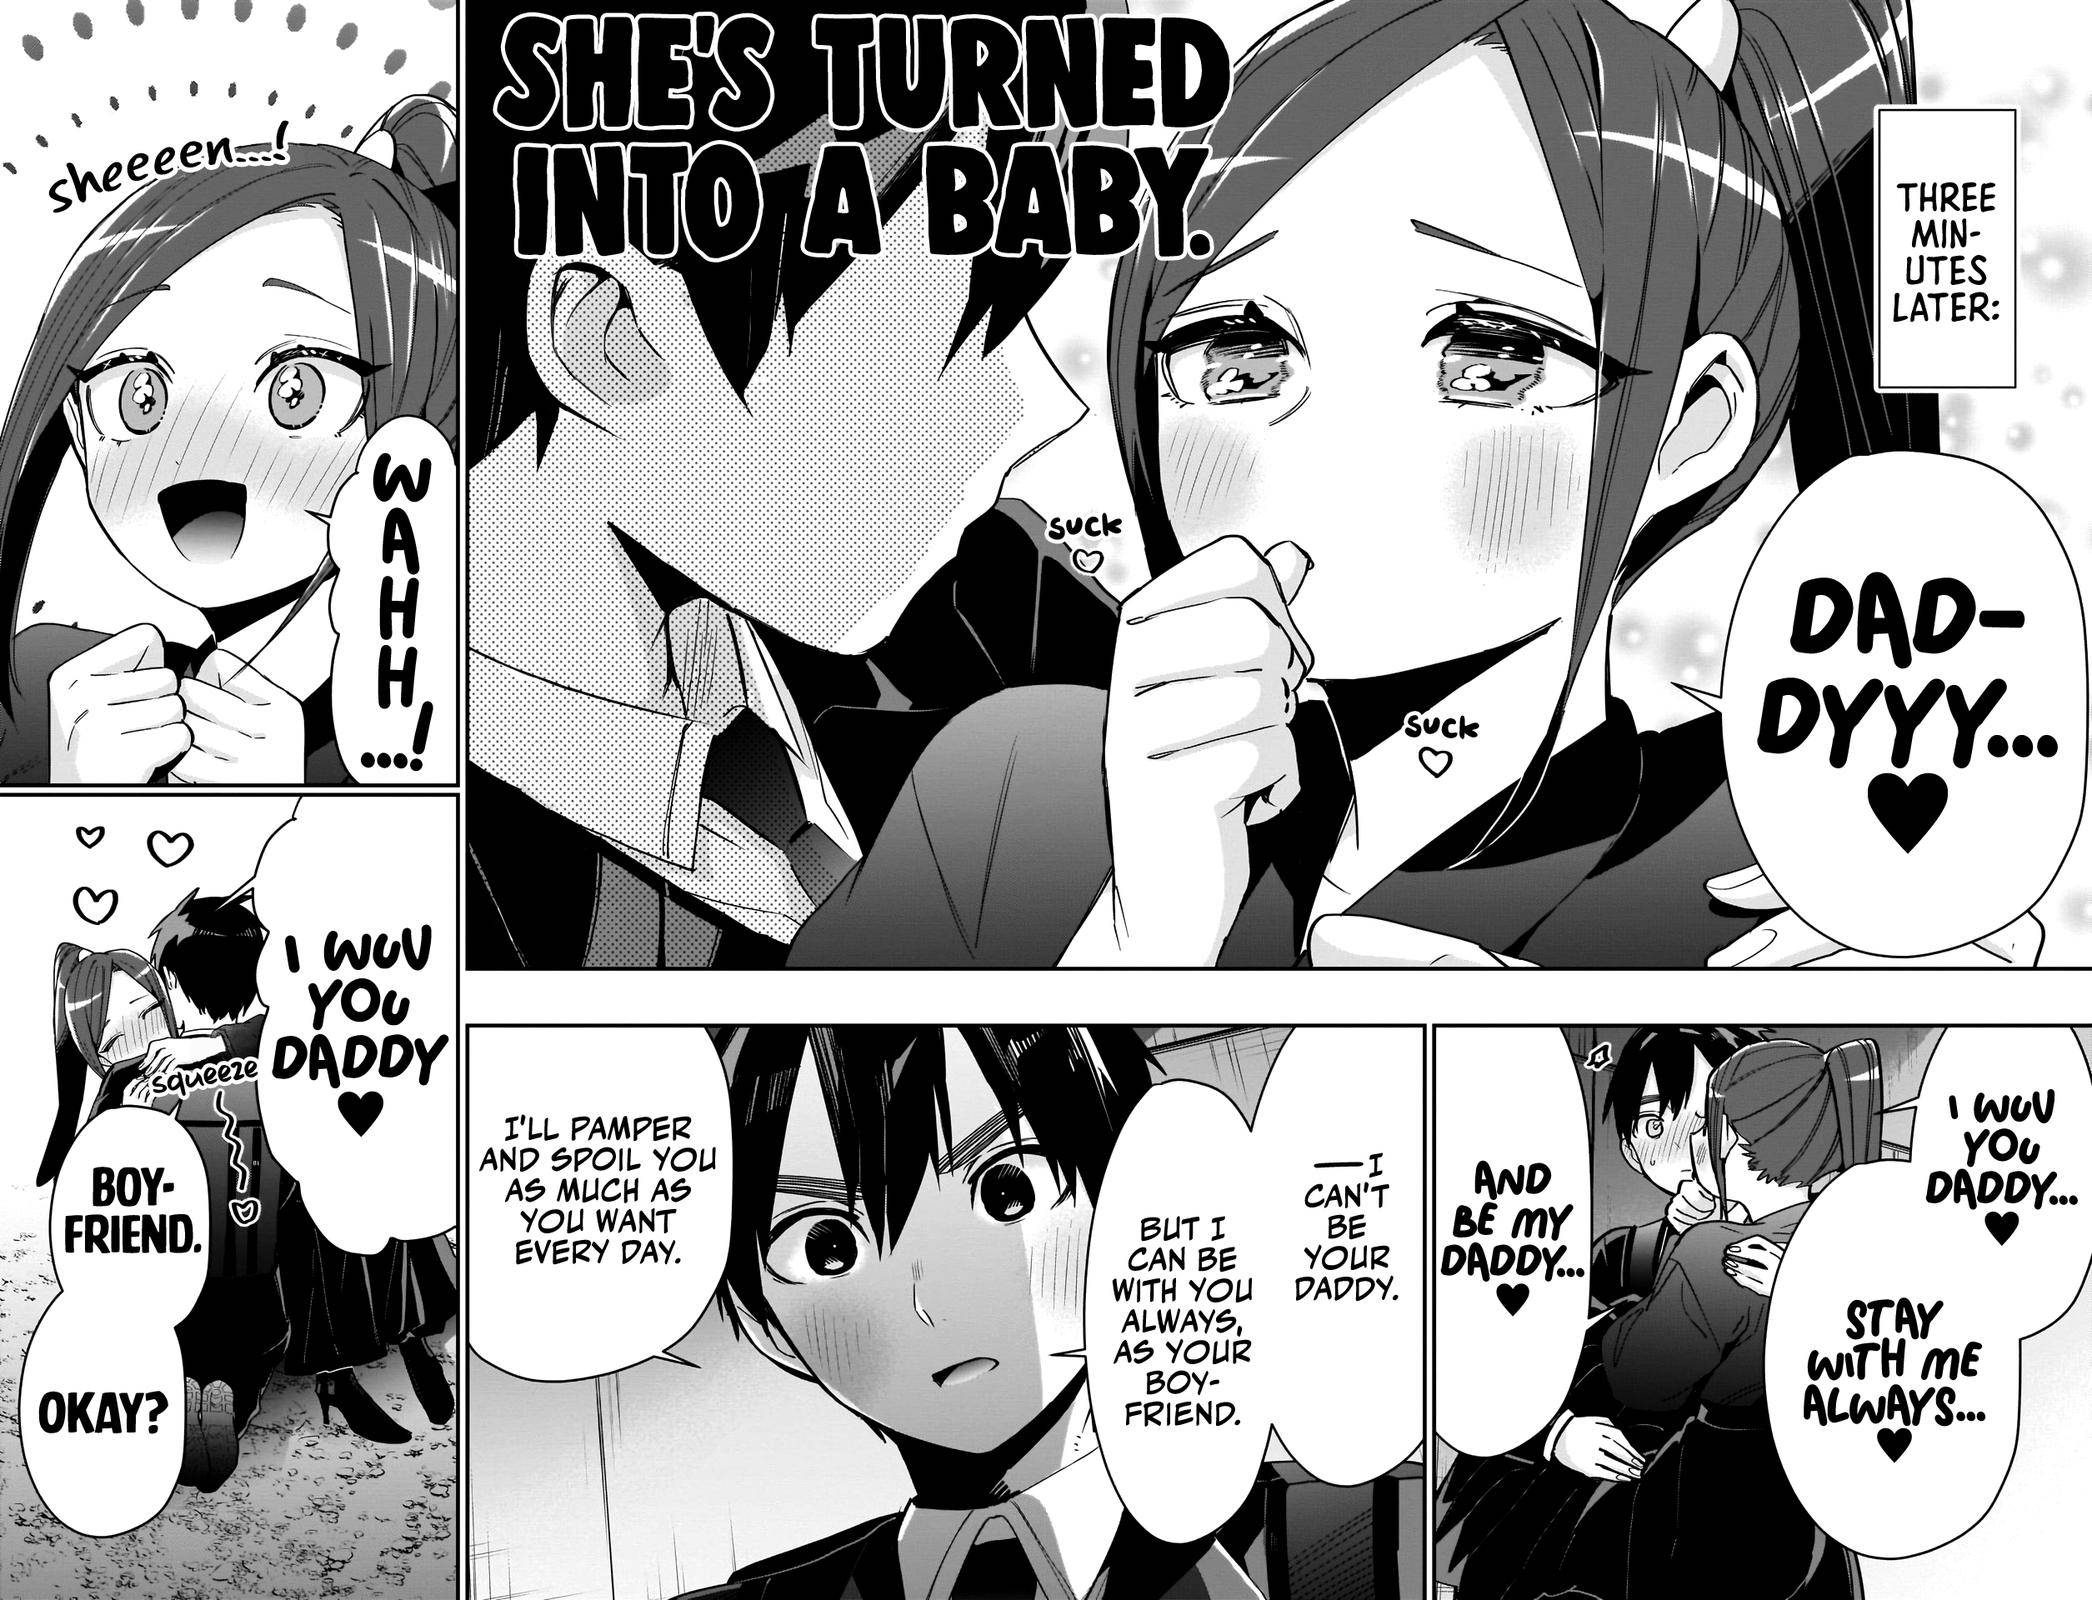 THREE
MIN-
UTES
LATER:
DAD-
DYYY...
♥
SHE'S TURNED
INTO A BABY.
suck
♡
suck
♡
I WUV
YOU
DADDY...
♥
STAY
WITH ME
ALWAYS...
♥
AND
BE MY
DADDY...
♥
—I
CAN'T
BE
YOUR
DADDY.
BUT I
CAN BE
WITH YOU
ALWAYS,
AS YOUR
BOY-
FRIEND.
I'LL PAMPER
AND SPOIL YOU
AS MUCH AS
YOU WANT
EVERY DAY.
sheeeen....!
WAHH....!
I WUV
YOU
DADDY
♥
squeeze
♡
BOY-
FRIEND.
OKAY?